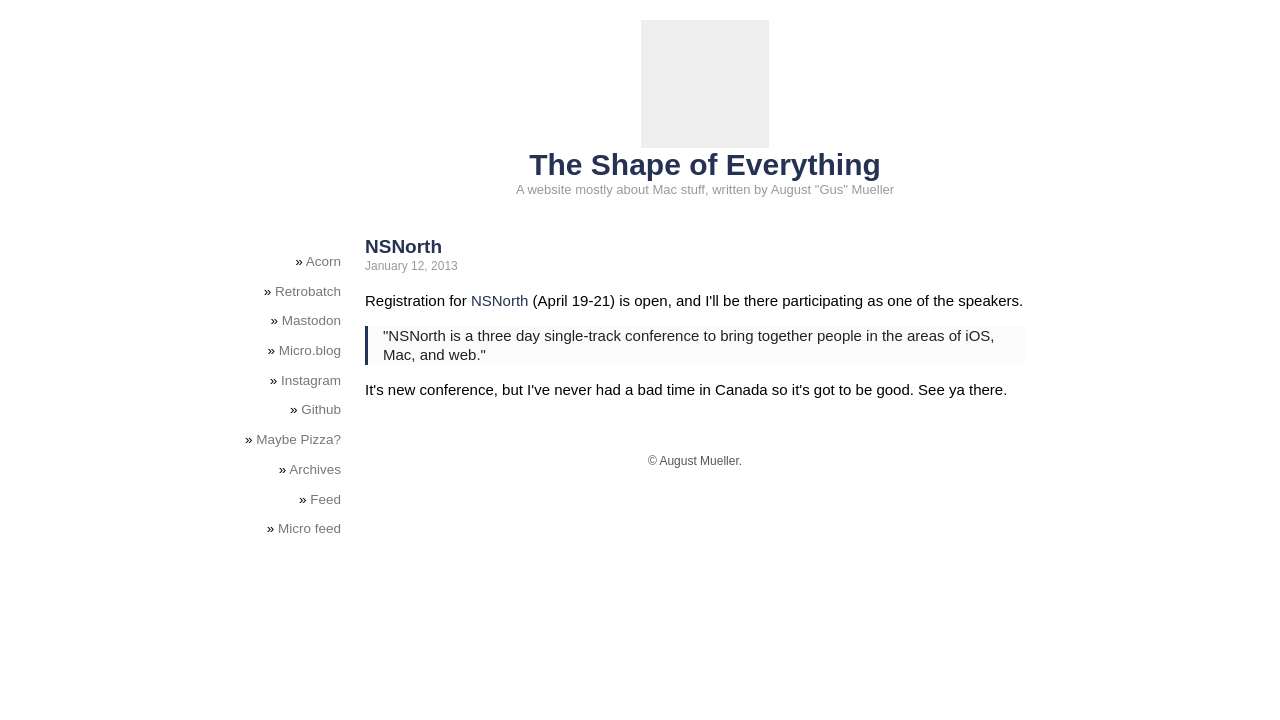 The Shape of Everything
A website mostly about Mac stuff, written by August "Gus" Mueller
» Acorn
» Retrobatch
» Mastodon
» Micro.blog
» Instagram
» Github
» Maybe Pizza?
» Archives
» Feed
» Micro feed
NSNorth
January 12, 2013
Registration for NSNorth (April 19-21) is open, and I'll be there participating as one of the speakers.
"NSNorth is a three day single-track conference to bring together people in the areas of iOS,
Mac, and web."
It's new conference, but I've never had a bad time in Canada so it's got to be good. See ya there.
© August Mueller.